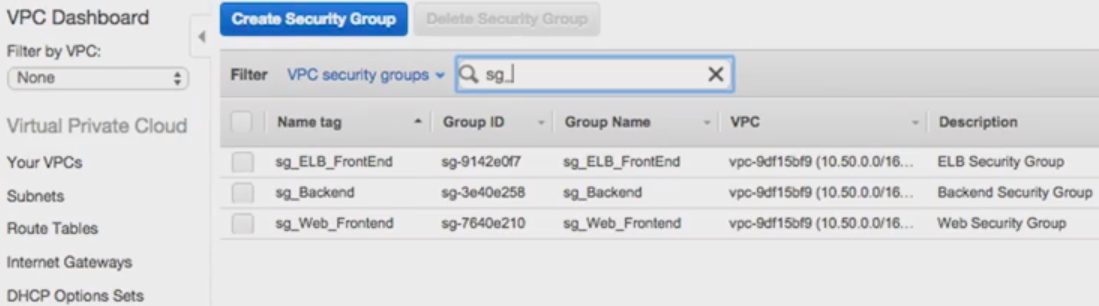 VPC Dashboard
Filter by VPC:
None
Virtual Private Cloud
Your VPCs
Subnets
Route Tables
Internet Gateways
DHCP Options Sets
Create Security Group Delete Security Group
Filter VPC security groups sg_
Name tag Group ID Group Name VPC Description
sg_ELB_FrontEnd sg-9142e0f7 sg_ELB_FrontEnd vpc-9df15bf9 (10.50.0.0/16... ELB Security Group
sg_Backend sg-3e40e258 sg_Backend vpc-9df15bf9 (10.50.0.0/16... Backend Security Group
sg_Web_Frontend sg-7640e210 sg_Web_Frontend vpc-9df15bf9 (10.50.0.0/16... Web Security Group